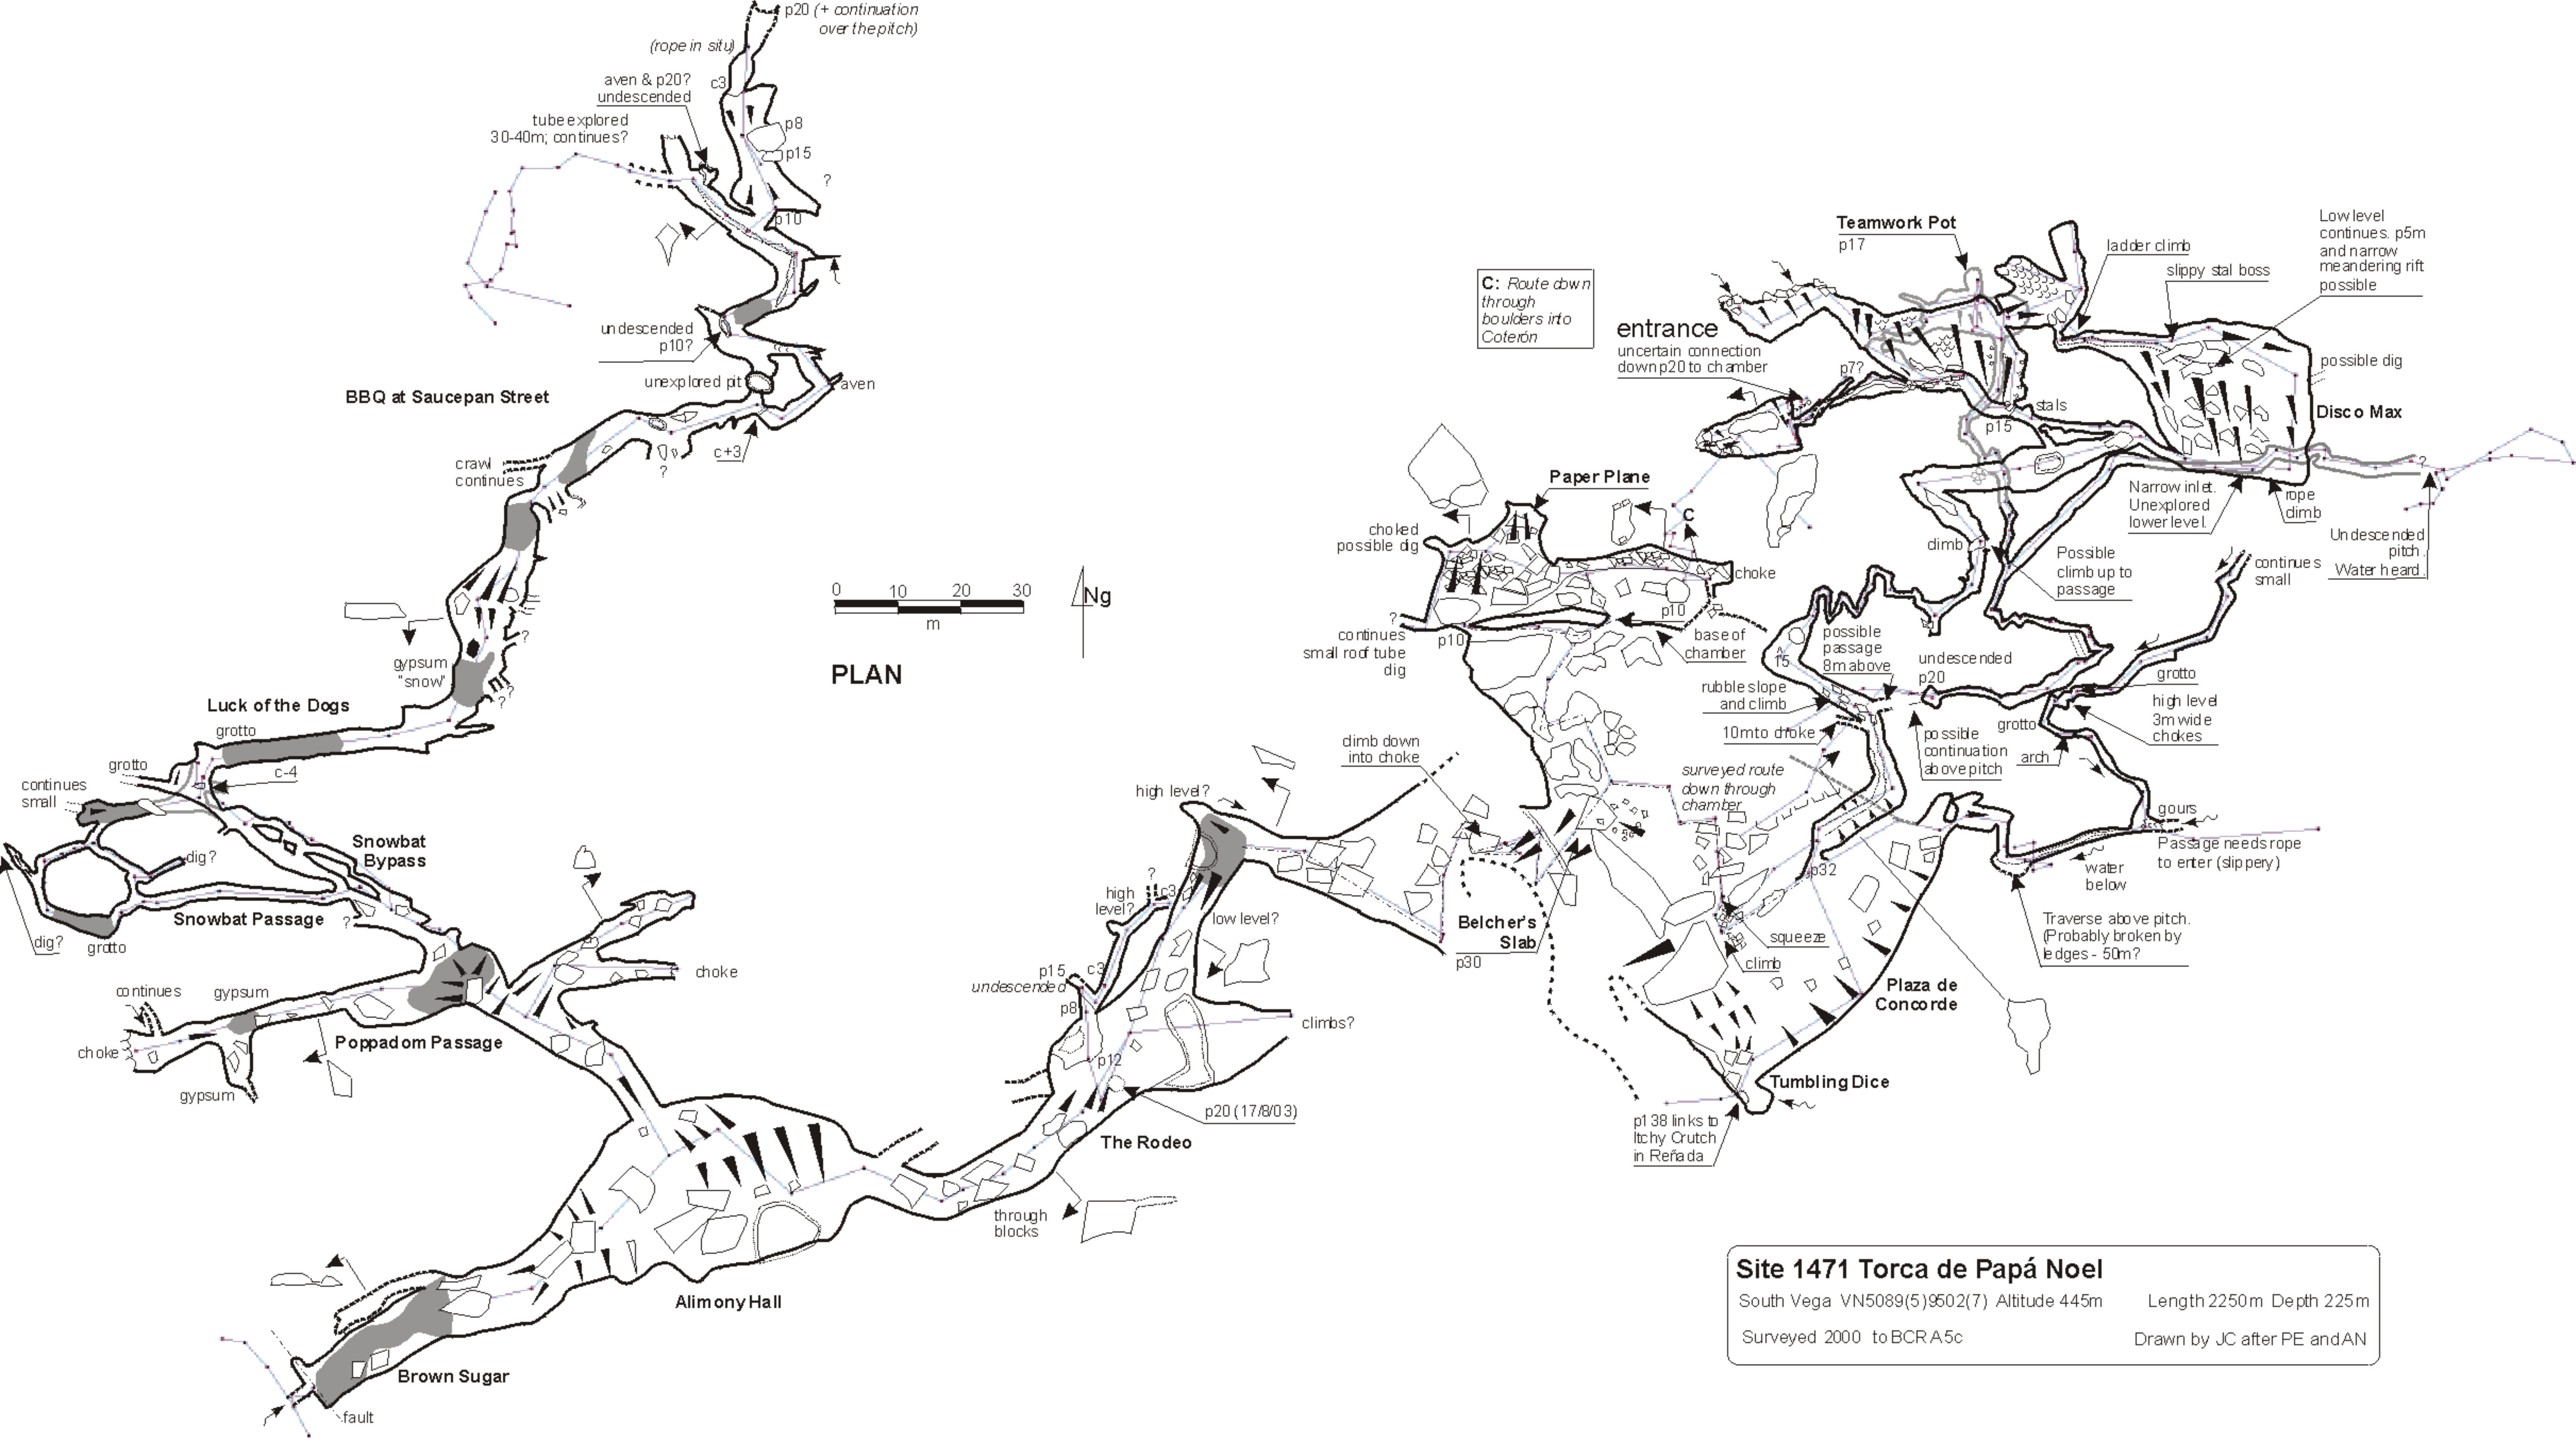 p20 (+ continuation
over the pitch)
(rope in situ)
aven & p20?
undescended
c3
tube explored
30-40m; continues?
p8
p15
?
p10
undescended
p10?
unexplored pit
aven
BBQ at Saucepan Street
c+3
?
crawl
continues
?
gypsum
"snow"
?
?
Luck of the Dogs
grotto
grotto
c-4
continues
small
Snowbat
Bypass
dig?
Snowbat Passage
?
dig?
grotto
choke
continues
gypsum
choke
Poppadom Passage
gypsum
0 10 20 30
m
Ng
PLAN
high level?
?
c3
high
level?
low level?
p15
undescended
c3
p8
climbs?
p12
p20 (17/8/03)
The Rodeo
through
blocks
Alimony Hall
Brown Sugar
fault
C: Route down
through
boulders into
Coterón
Teamwork Pot
p17
entrance
uncertain connection
down p20 to chamber
p7?
ladder climb
slippy stal boss
Low level
continues. p5m
and narrow
meandering rift
possible
possible dig
Disco Max
stals
p15
?
Narrow inlet.
Unexplored
lower level.
rope
climb
Undescended
pitch.
Water heard.
Paper Plane
choked
possible dig
C
choke
p10
?
continues
small roof tube
dig
p10
base of
chamber
climb
Possible
climb up to
passage
continues
small
15
possible
passage
8m above
undescended
p20
rubble slope
and climb
grotto
high level
3m wide
chokes
grotto
10m to choke
possible
continuation
above pitch
arch
climb down
into choke
surveyed route
down through
chamber
gours
Passage needs rope
to enter (slippery)
water
below
p32
Belcher's
Slab
p30
squeeze
climb
Traverse above pitch.
(Probably broken by
ledges - 50m?
Plaza de
Concorde
Tumbling Dice
p138 links to
Itchy Crutch
in Reñada
Site 1471 Torca de Papá Noel
South Vega VN5089(5)9502(7) Altitude 445m Length 2250m Depth 225m
Surveyed 2000 to BCRA 5c Drawn by JC after PE and AN